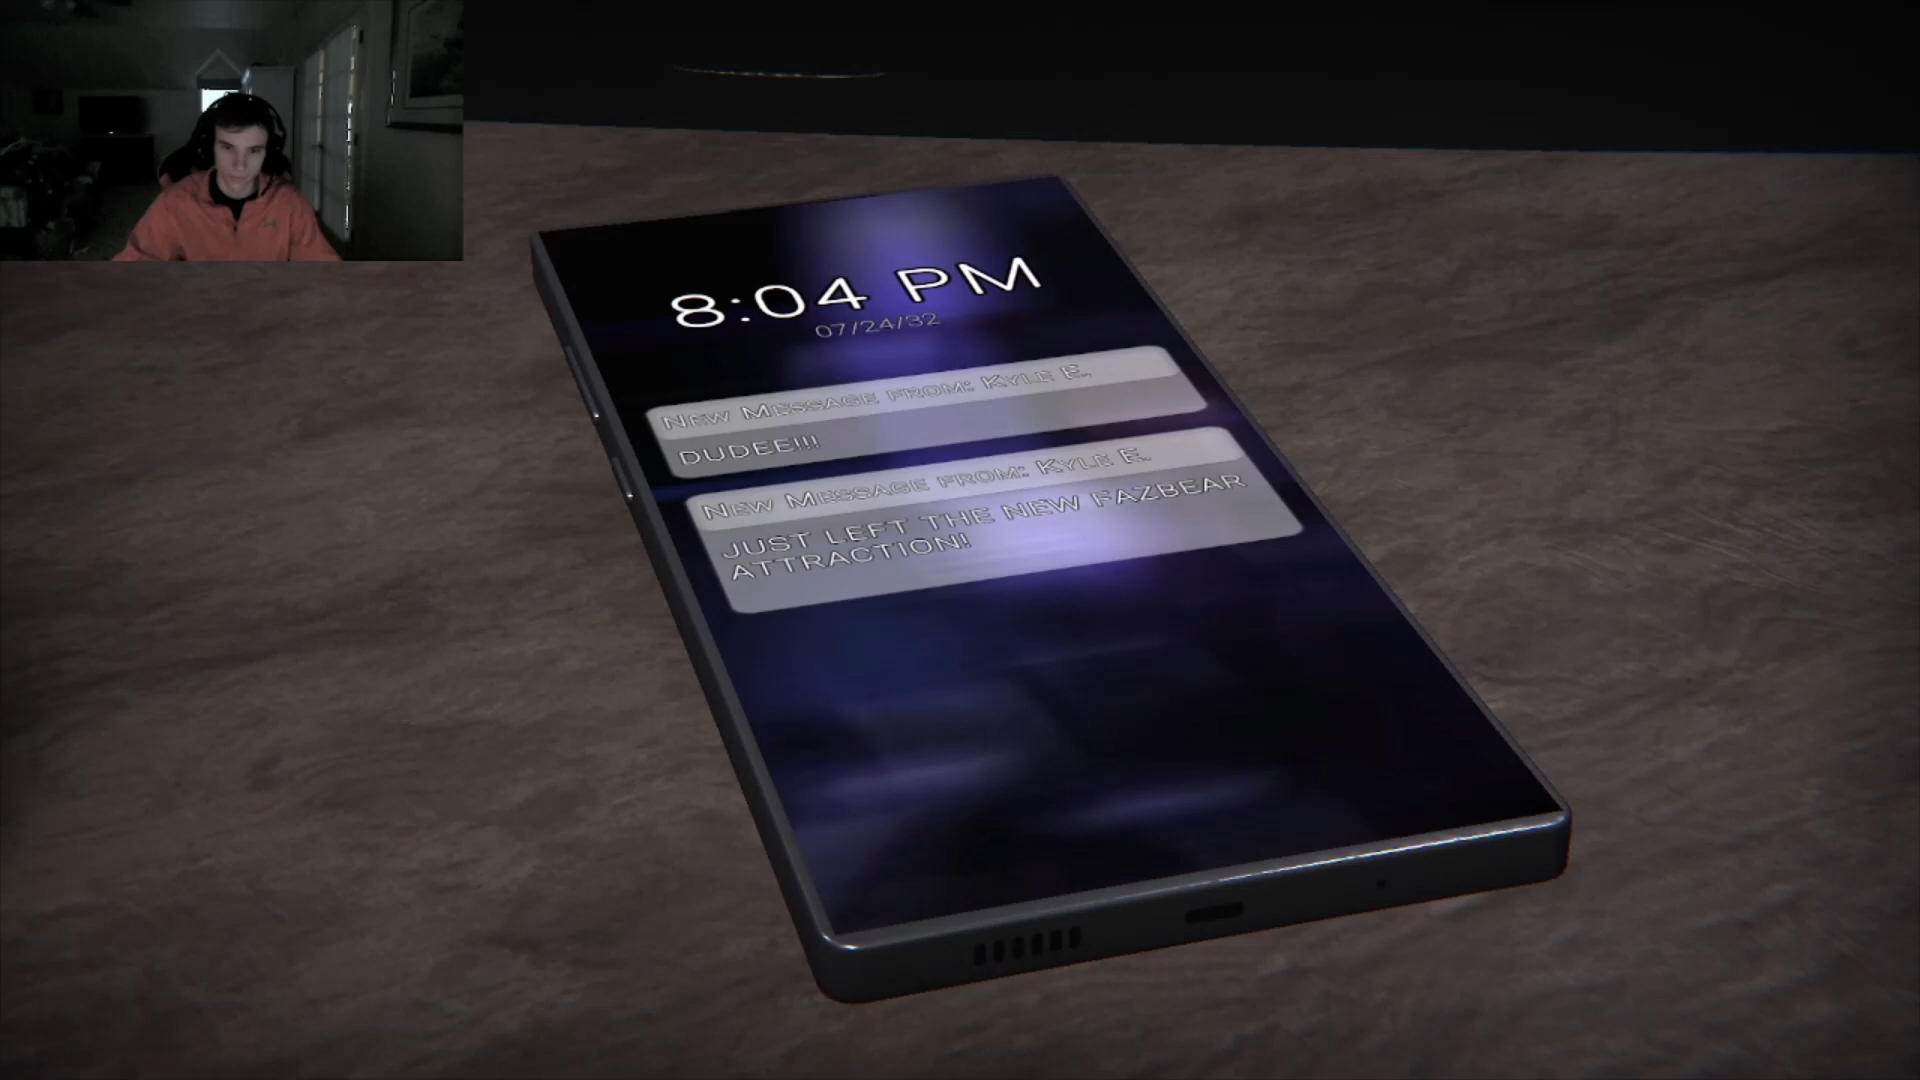 8:04 PM
07/24/32
New Message from: Kyle E.
DUDEE!!!
New Message from: Kyle E.
JUST LEFT THE NEW FAZBEAR
ATTRACTION!